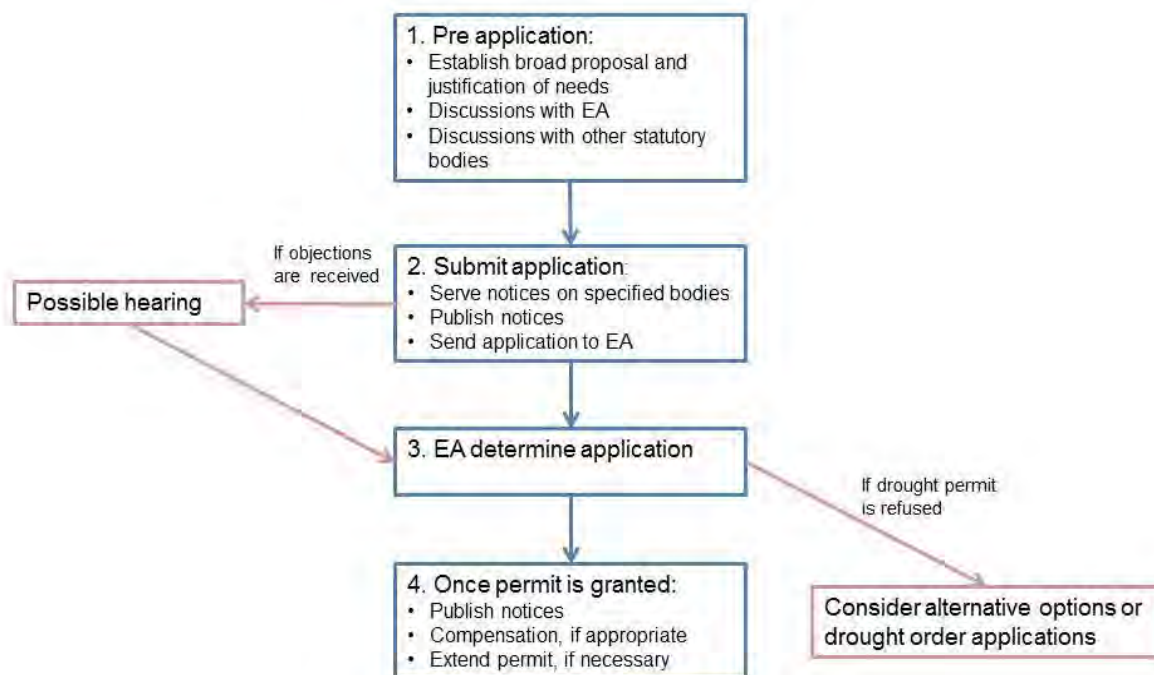 1. Pre application:
• Establish broad proposal and
justification of needs
• Discussions with EA
• Discussions with other statutory
bodies
If objections
are received
Possible hearing
2. Submit application:
• Serve notices on specified bodies
• Publish notices
• Send application to EA
3. EA determine application
If drought permit
is refused
4. Once permit is granted:
• Publish notices
• Compensation, if appropriate
• Extend permit, if necessary
Consider alternative options or
drought order applications